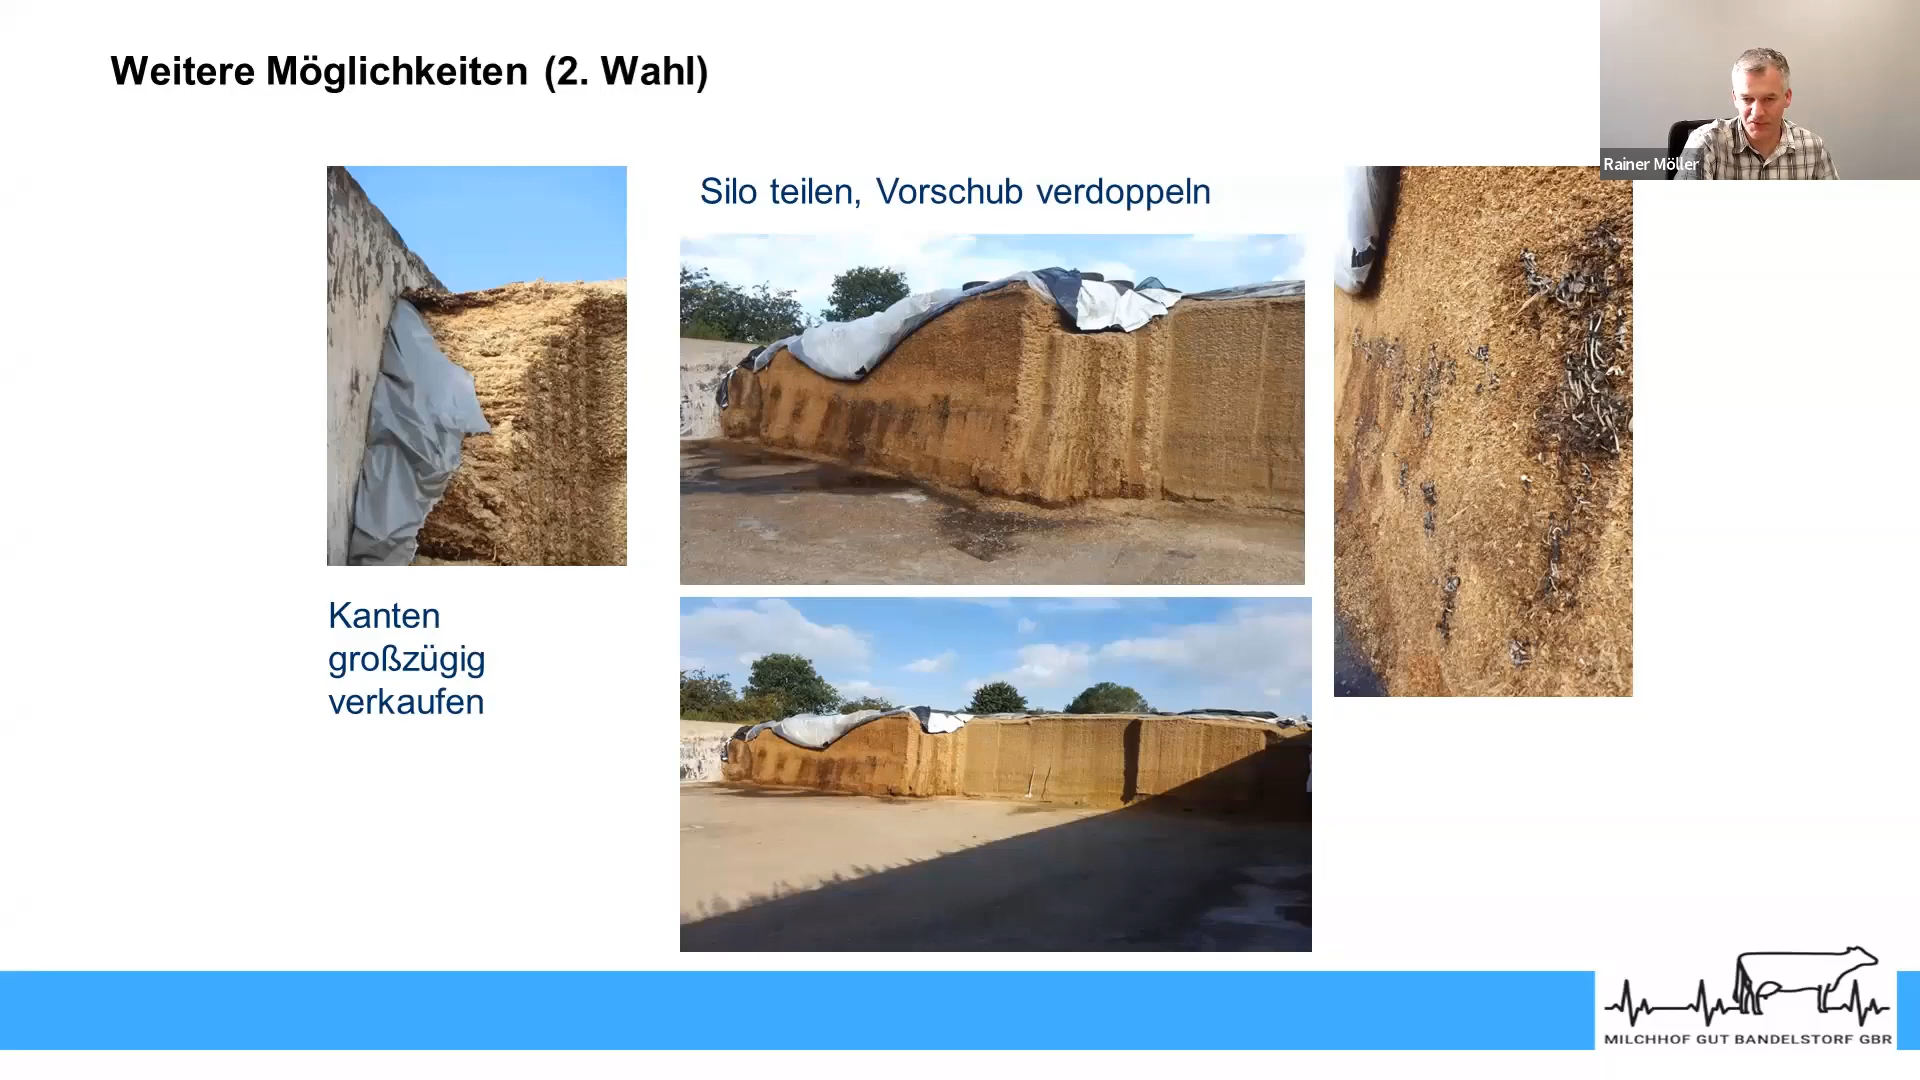 Weitere Möglichkeiten (2. Wahl)
Rainer Möller
Silo teilen, Vorschub verdoppeln
Kanten
großzügig
verkaufen
MILCHHOF GUT BANDELSTORF GBR